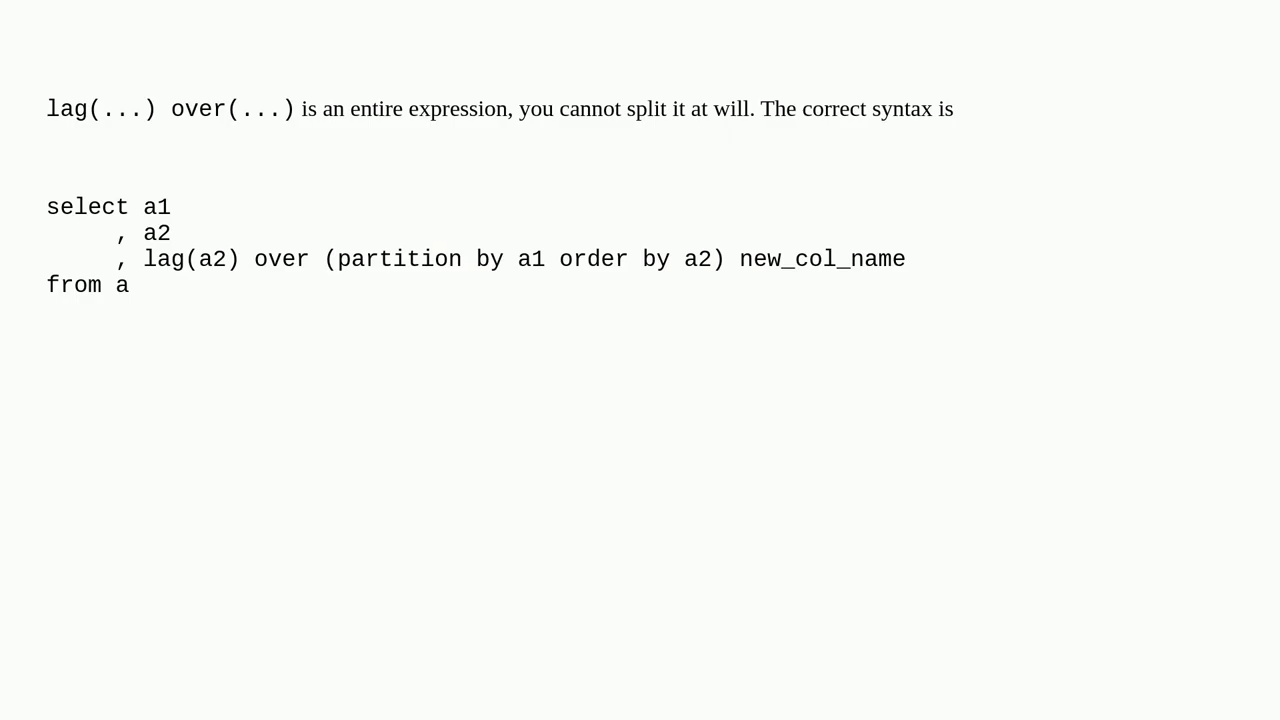 lag(...) over(...) is an entire expression, you cannot split it at will. The correct syntax is
select a1
     , a2
     , lag(a2) over (partition by a1 order by a2) new_col_name
from a